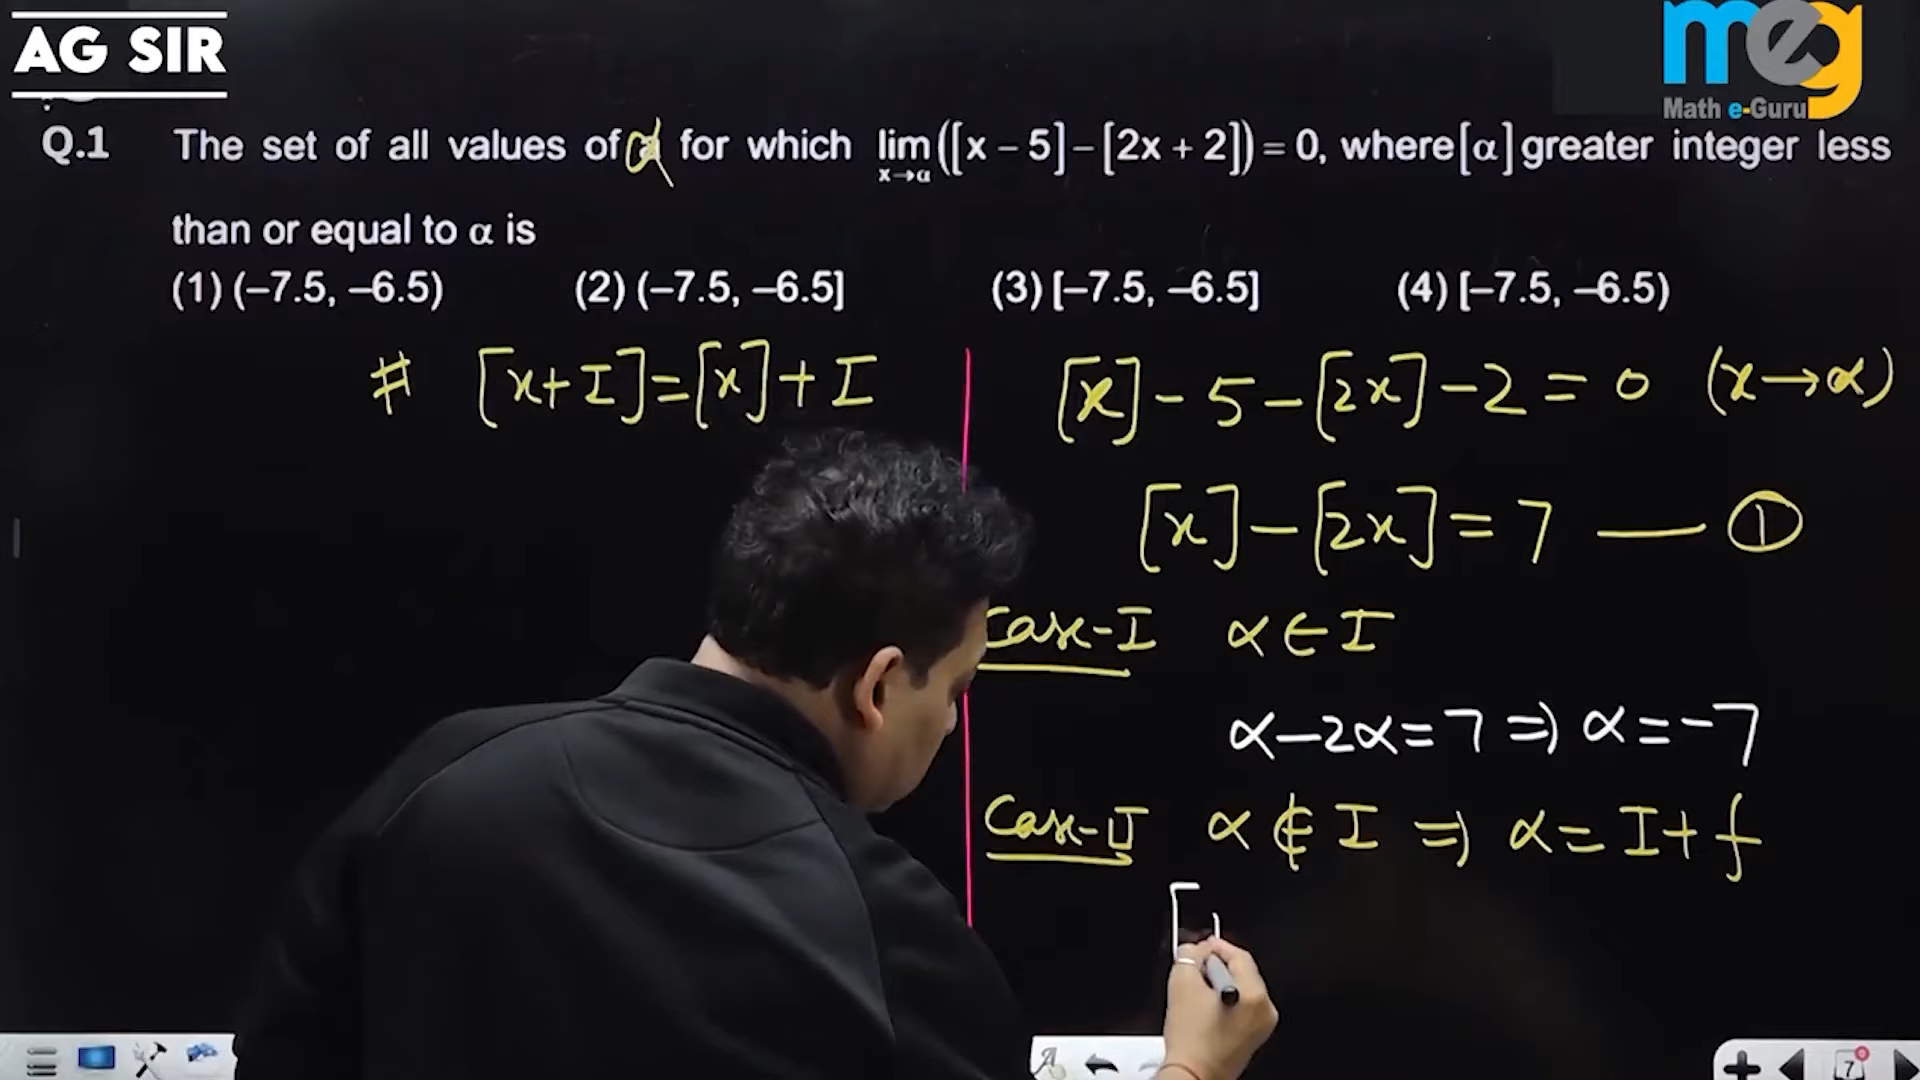 AG SIR
meg
Math e-Guru
Q.1 The set of all values of α for which lim x→α ([x – 5] – [2x + 2]) = 0, where [α] greater integer less
than or equal to α is
(1) (–7.5, –6.5) (2) (–7.5, –6.5] (3) [–7.5, –6.5] (4) [–7.5, –6.5)
# [x+I]=[x]+I
[x]-5-[2x]-2=0 (x→α)
[x]-[2x]=7 — ①
Case-I α∈I
α-2α=7⇒α=-7
Case-II α∉I ⇒ α=I+f
[
7